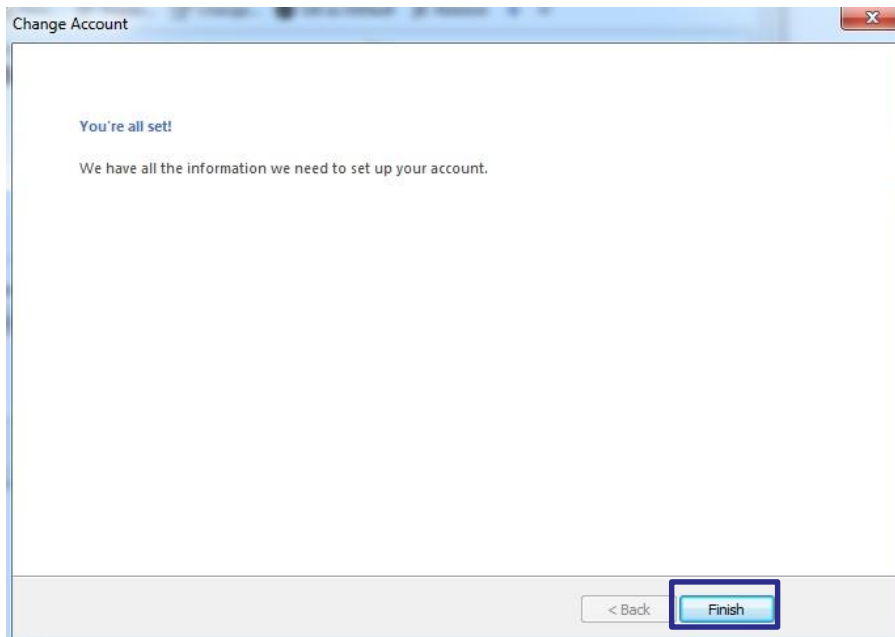 Change Account
You're all set!
We have all the information we need to set up your account.
< Back
Finish